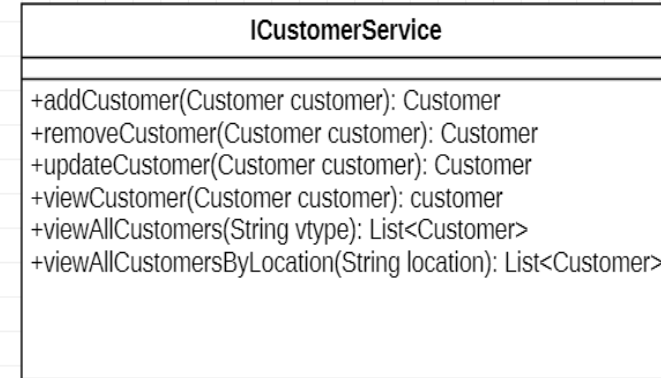 ICustomerService
+addCustomer(Customer customer): Customer
+removeCustomer(Customer customer): Customer
+updateCustomer(Customer customer): Customer
+viewCustomer(Customer customer): customer
+viewAllCustomers(String vtype): List<Customer>
+viewAllCustomersByLocation(String location): List<Customer>